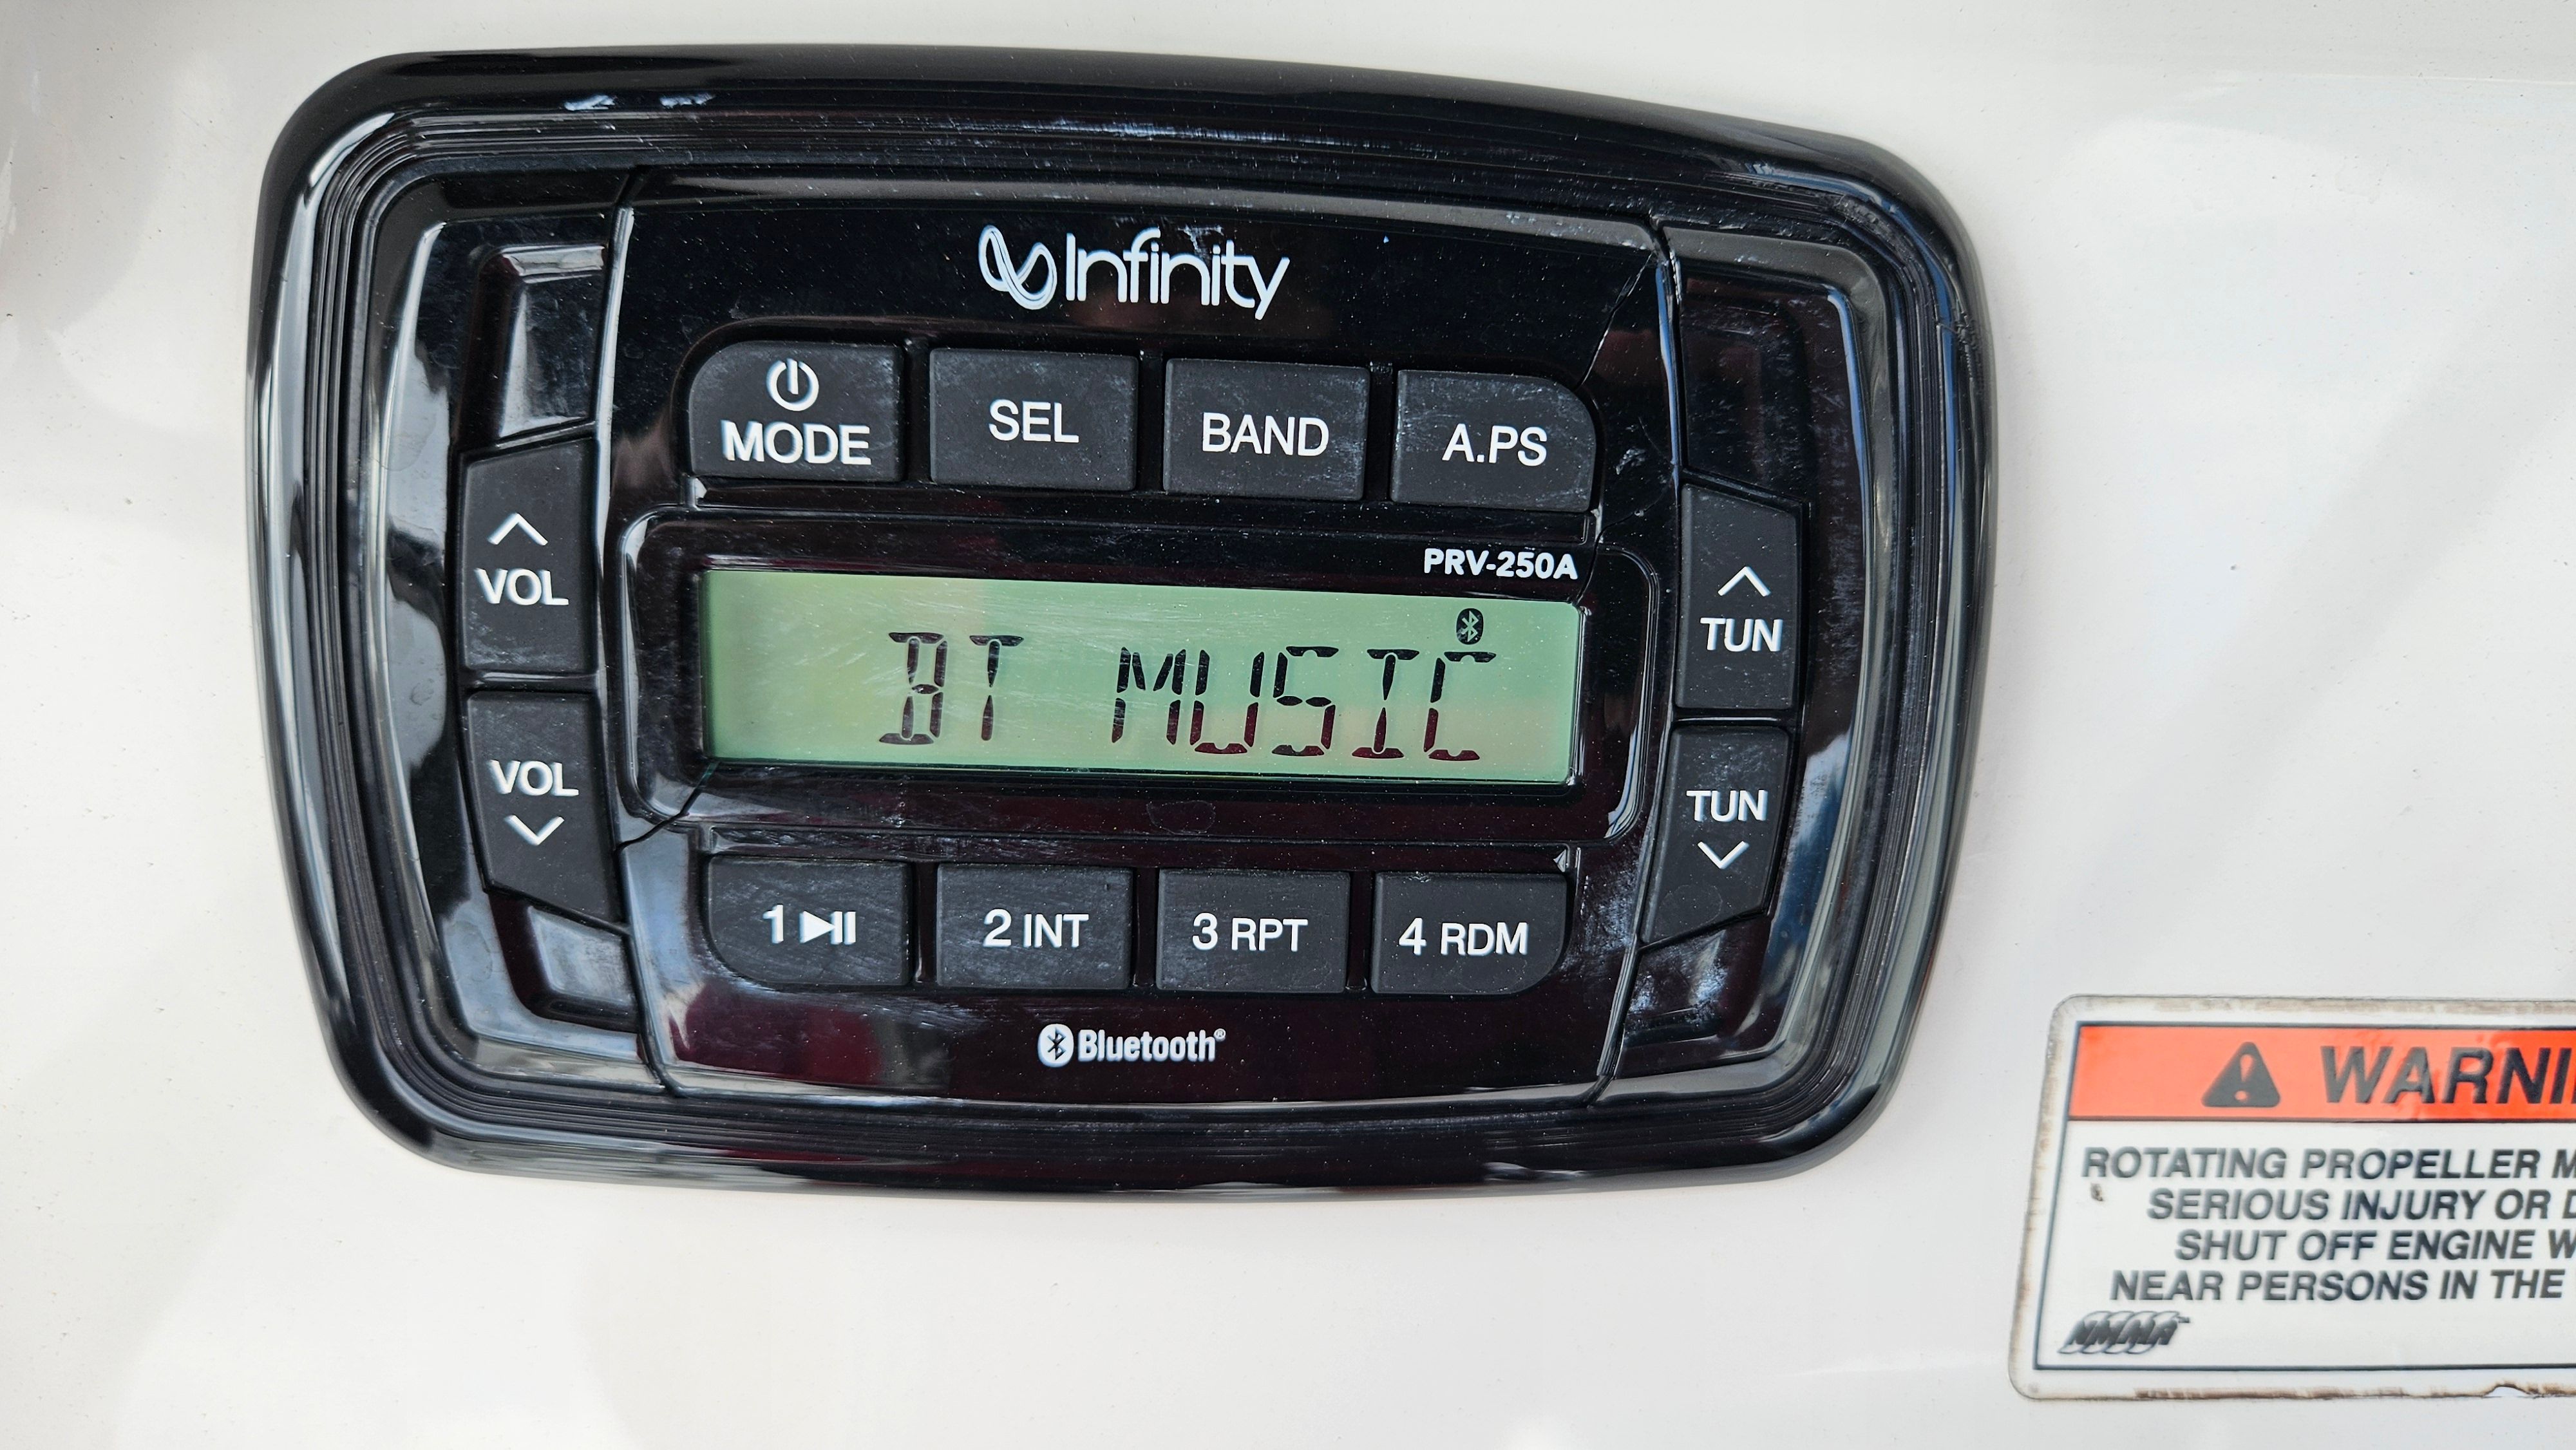 Infinity
MODE
SEL
BAND
A.PS
PRV-250A
VOL
TUN
BT MUSIC
VOL
TUN
1
2 INT
3 RPT
4 RDM
Bluetooth®
WARNI
ROTATING PROPELLER M
SERIOUS INJURY OR D
SHUT OFF ENGINE W
NEAR PERSONS IN THE
NMMA